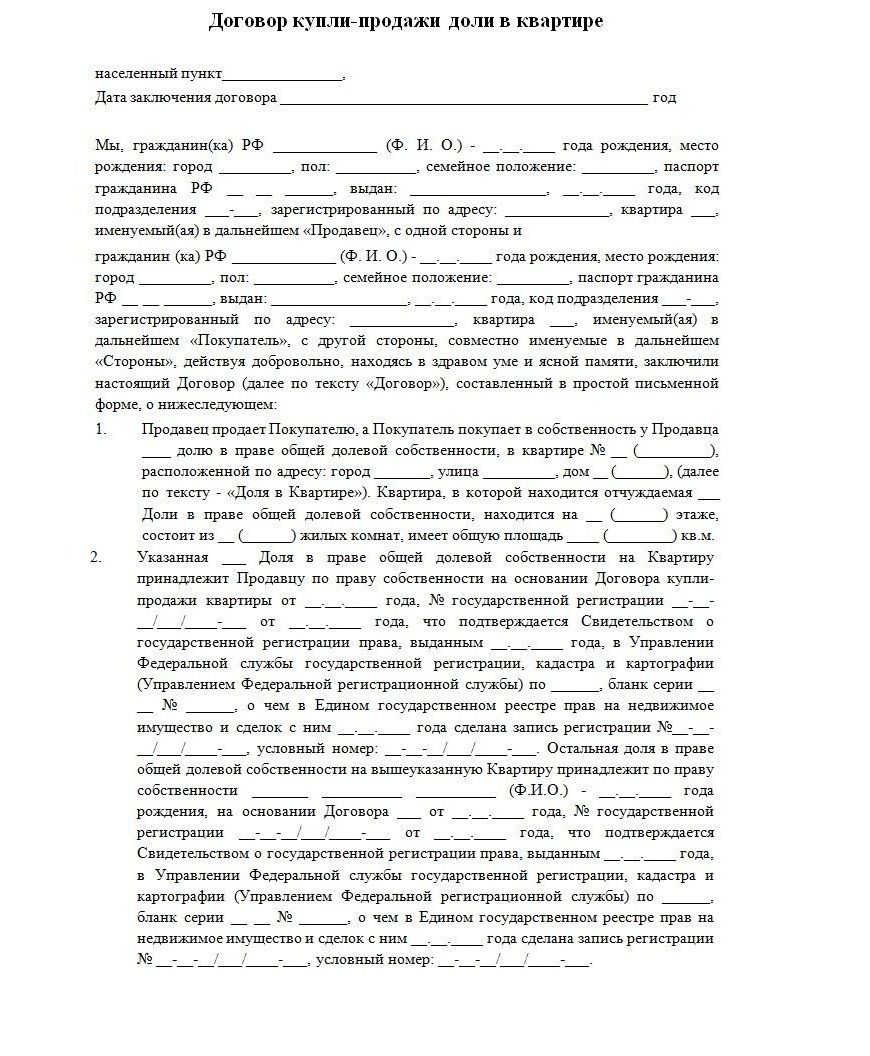 Договор купли-продажи доли в квартире
населенный пункт________________,
Дата заключения договора _________________________________________________ год
Мы, гражданин(ка) РФ ______________ (Ф. И. О.) - __.__.____ года рождения, место
рождения: город __________, пол: ___________, семейное положение: __________, паспорт
гражданина РФ __ __ ______, выдан: ___________________, __.__.____ года, код
подразделения ___-___, зарегистрированный по адресу: ______________, квартира ___,
именуемый(ая) в дальнейшем «Продавец», с одной стороны и
гражданин (ка) РФ ______________ (Ф. И. О.) - __.__.____ года рождения, место рождения:
город __________, пол: ___________, семейное положение: __________, паспорт гражданина
РФ __ __ ______, выдан: ___________________, __.__.____ года, код подразделения ___-___,
зарегистрированный по адресу: ______________, квартира ___, именуемый(ая) в
дальнейшем «Покупатель», с другой стороны, совместно именуемые в дальнейшем
«Стороны», действуя добровольно, находясь в здравом уме и ясной памяти, заключили
настоящий Договор (далее по тексту «Договор»), составленный в простой письменной
форме, о нижеследующем:
1. Продавец продает Покупателю, а Покупатель покупает в собственность у Продавца
____ долю в праве общей долевой собственности, в квартире № __ (__________),
расположенной по адресу: город ________, улица __________, дом __ (_______), (далее
по тексту - «Доля в Квартире»). Квартира, в которой находится отчуждаемая ___
Доли в праве общей долевой собственности, находится на __ (_______) этаже,
состоит из __ (_______) жилых комнат, имеет общую площадь ____ (_________) кв.м.
2. Указанная ___ Доля в праве общей долевой собственности на Квартиру
принадлежит Продавцу по праву собственности на основании Договора купли-
продажи квартиры от __.__.____ года, № государственной регистрации __-__-
__/___/____-___ от __.__.____ года, что подтверждается Свидетельством о
государственной регистрации права, выданным __.__.____ года, в Управлении
Федеральной службы государственной регистрации, кадастра и картографии
(Управлением Федеральной регистрационной службы) по ______, бланк серии __
__ № ______, о чем в Едином государственном реестре прав на недвижимое
имущество и сделок с ним __.__.____ года сделана запись регистрации №__-__-
__/___/____-___, условный номер: __-__-__/___/____-___. Остальная доля в праве
общей долевой собственности на вышеуказанную Квартиру принадлежит по праву
собственности _______ __________ __________ (Ф.И.О.) - __.__.____ года
рождения, на основании Договора ___ от __.__.____ года, № государственной
регистрации __-__-__/___/____-___ от __.__.____ года, что подтверждается
Свидетельством о государственной регистрации права, выданным __.__.____ года,
в Управлении Федеральной службы государственной регистрации, кадастра и
картографии (Управлением Федеральной регистрационной службы) по ______,
бланк серии __ __ № ______, о чем в Едином государственном реестре прав на
недвижимое имущество и сделок с ним __.__.____ года сделана запись регистрации
№ __-__-__/___/____-___, условный номер: __-__-__/___/____-___.